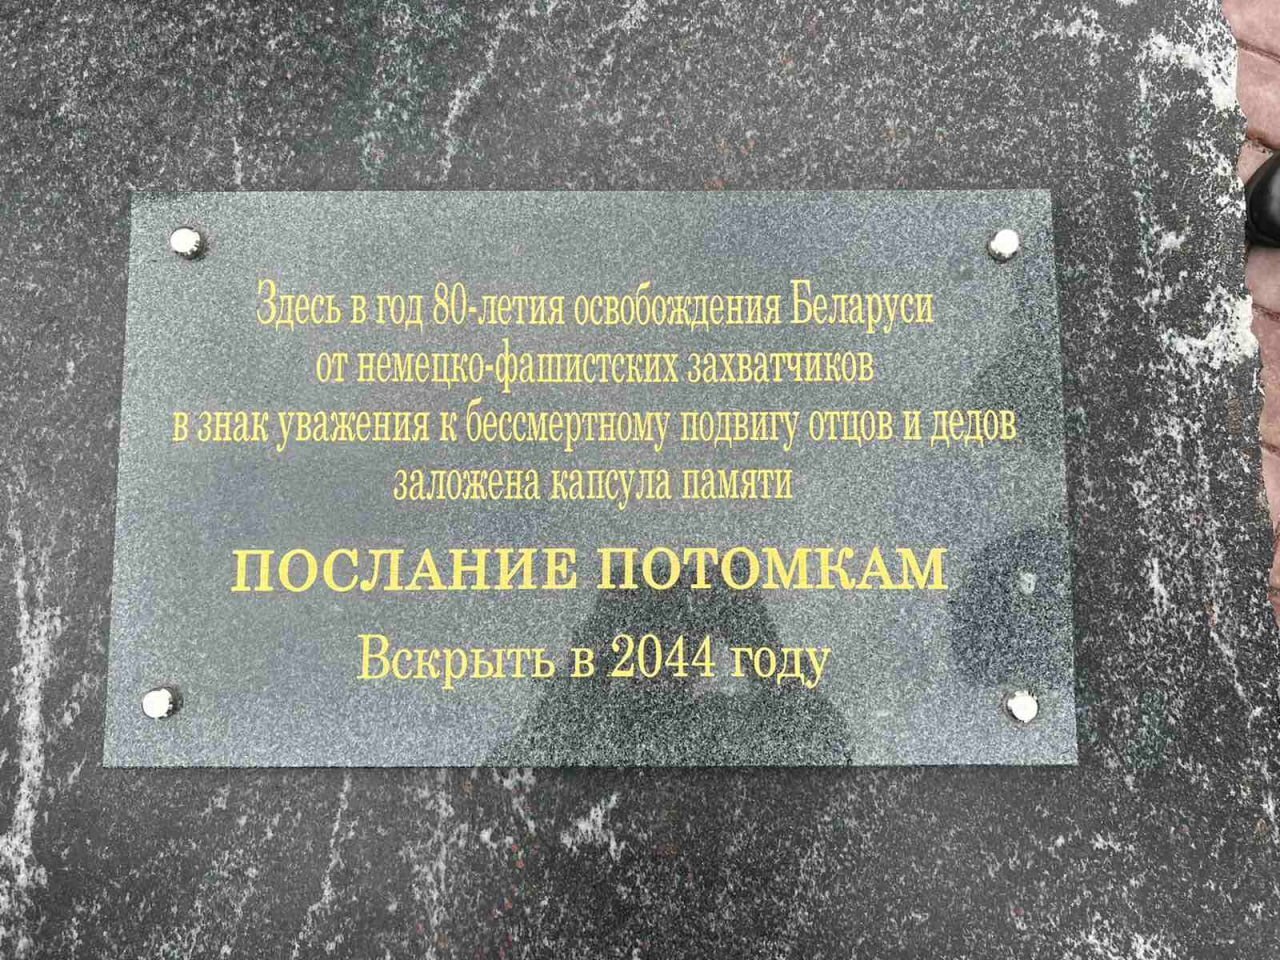 Здесь в год 80-летия освобождения Беларуси
от немецко-фашистских захватчиков
в знак уважения к бессмертному подвигу отцов и дедов
заложена капсула памяти
ПОСЛАНИЕ ПОТОМКАМ
Вскрыть в 2044 году